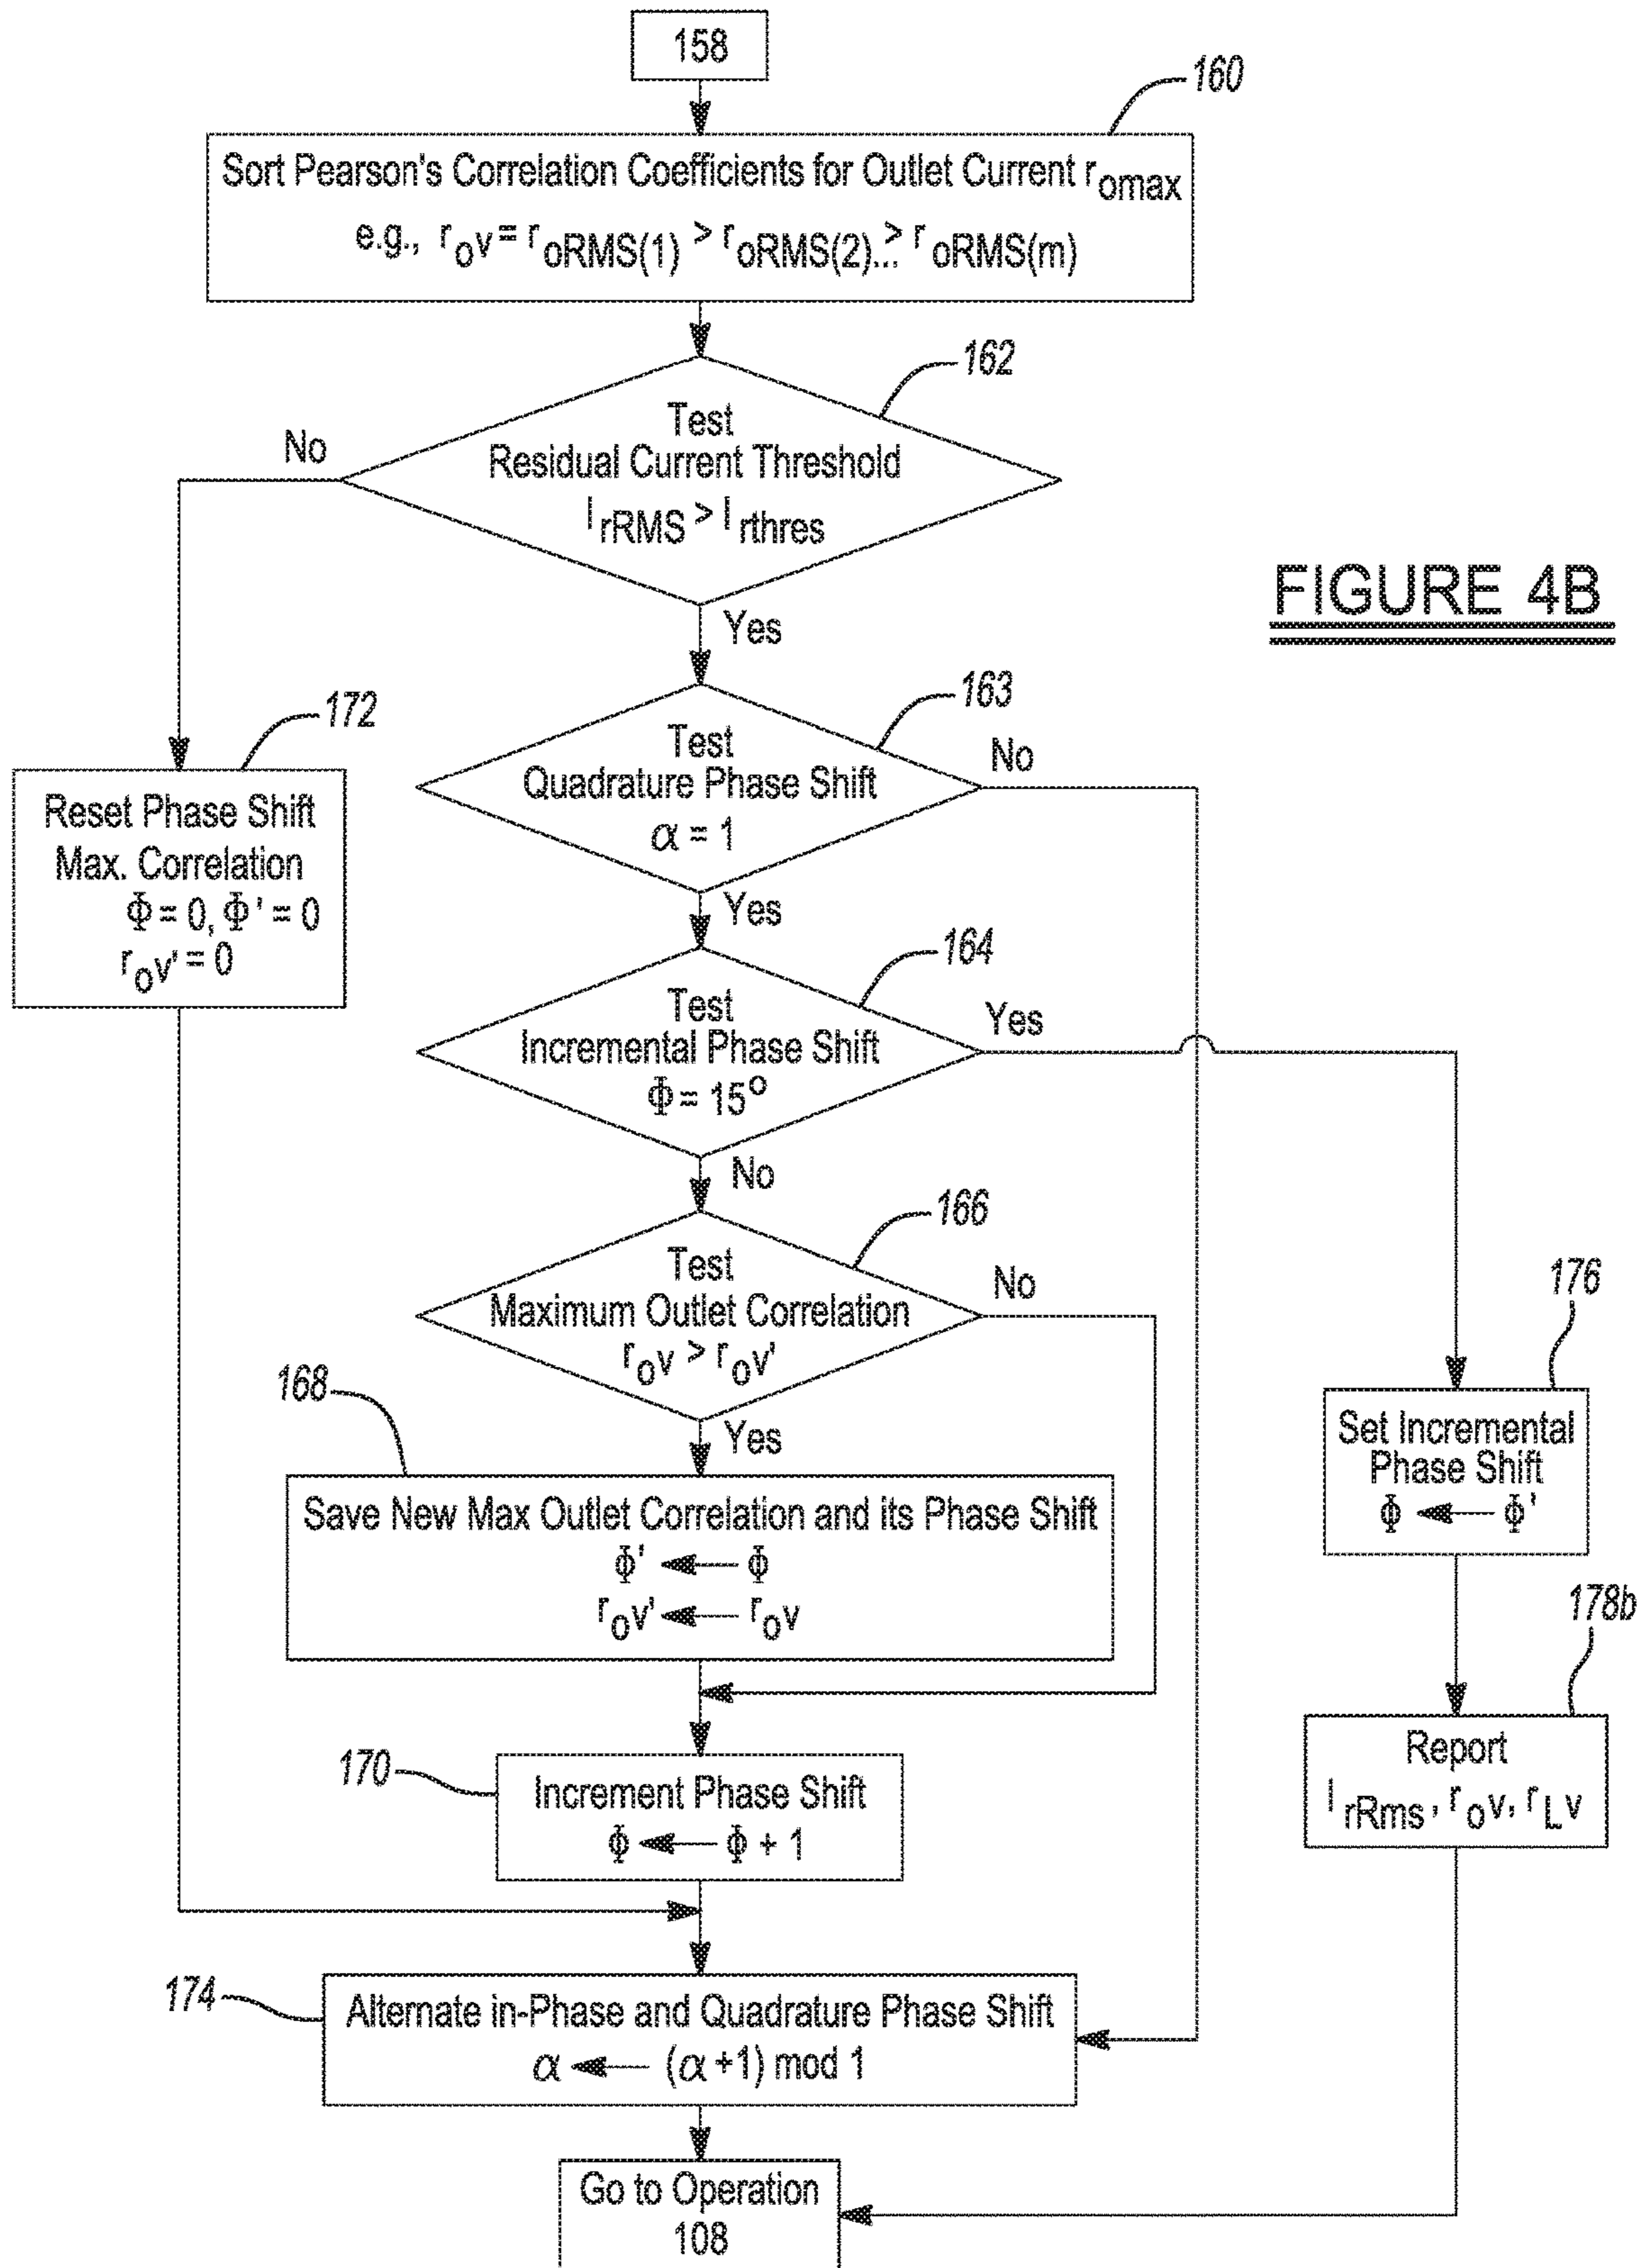 158
160
Sort Pearson's Correlation Coefficients for Outlet Current romax
e.g., rov = roRMS(1) > roRMS(2)...> roRMS(m)
162
Test
Residual Current Threshold
IrRMS > Irthres
No
Yes
FIGURE 4B
163
Test
Quadrature Phase Shift
α = 1
No
Yes
172
Reset Phase Shift
Max. Correlation
Φ = 0, Φ' = 0
rov' = 0
164
Test
Incremental Phase Shift
Φ = 15°
Yes
No
166
Test
Maximum Outlet Correlation
rov > rov'
No
Yes
168
Save New Max Outlet Correlation and its Phase Shift
Φ' ← Φ
rov' ← rov
176
Set Incremental
Phase Shift
Φ ← Φ'
178b
Report
IrRms, rov, rLv
170
Increment Phase Shift
Φ ← Φ + 1
174
Alternate in-Phase and Quadrature Phase Shift
α ← (α+1) mod 1
Go to Operation
108